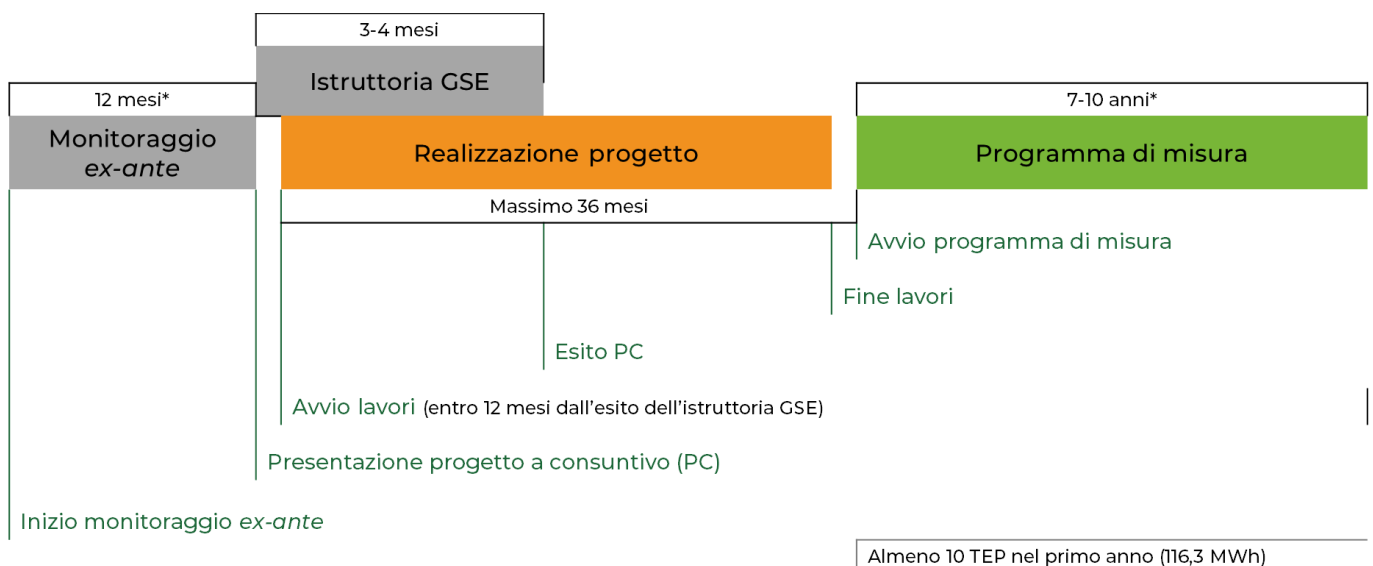 3-4 mesi
Istruttoria GSE
12 mesi*
7-10 anni*
Monitoraggio
ex-ante
Realizzazione progetto
Programma di misura
Massimo 36 mesi
Avvio programma di misura
Fine lavori
Esito PC
Avvio lavori (entro 12 mesi dall'esito dell'istruttoria GSE)
Presentazione progetto a consuntivo (PC)
Inizio monitoraggio ex-ante
Almeno 10 TEP nel primo anno (116,3 MWh)